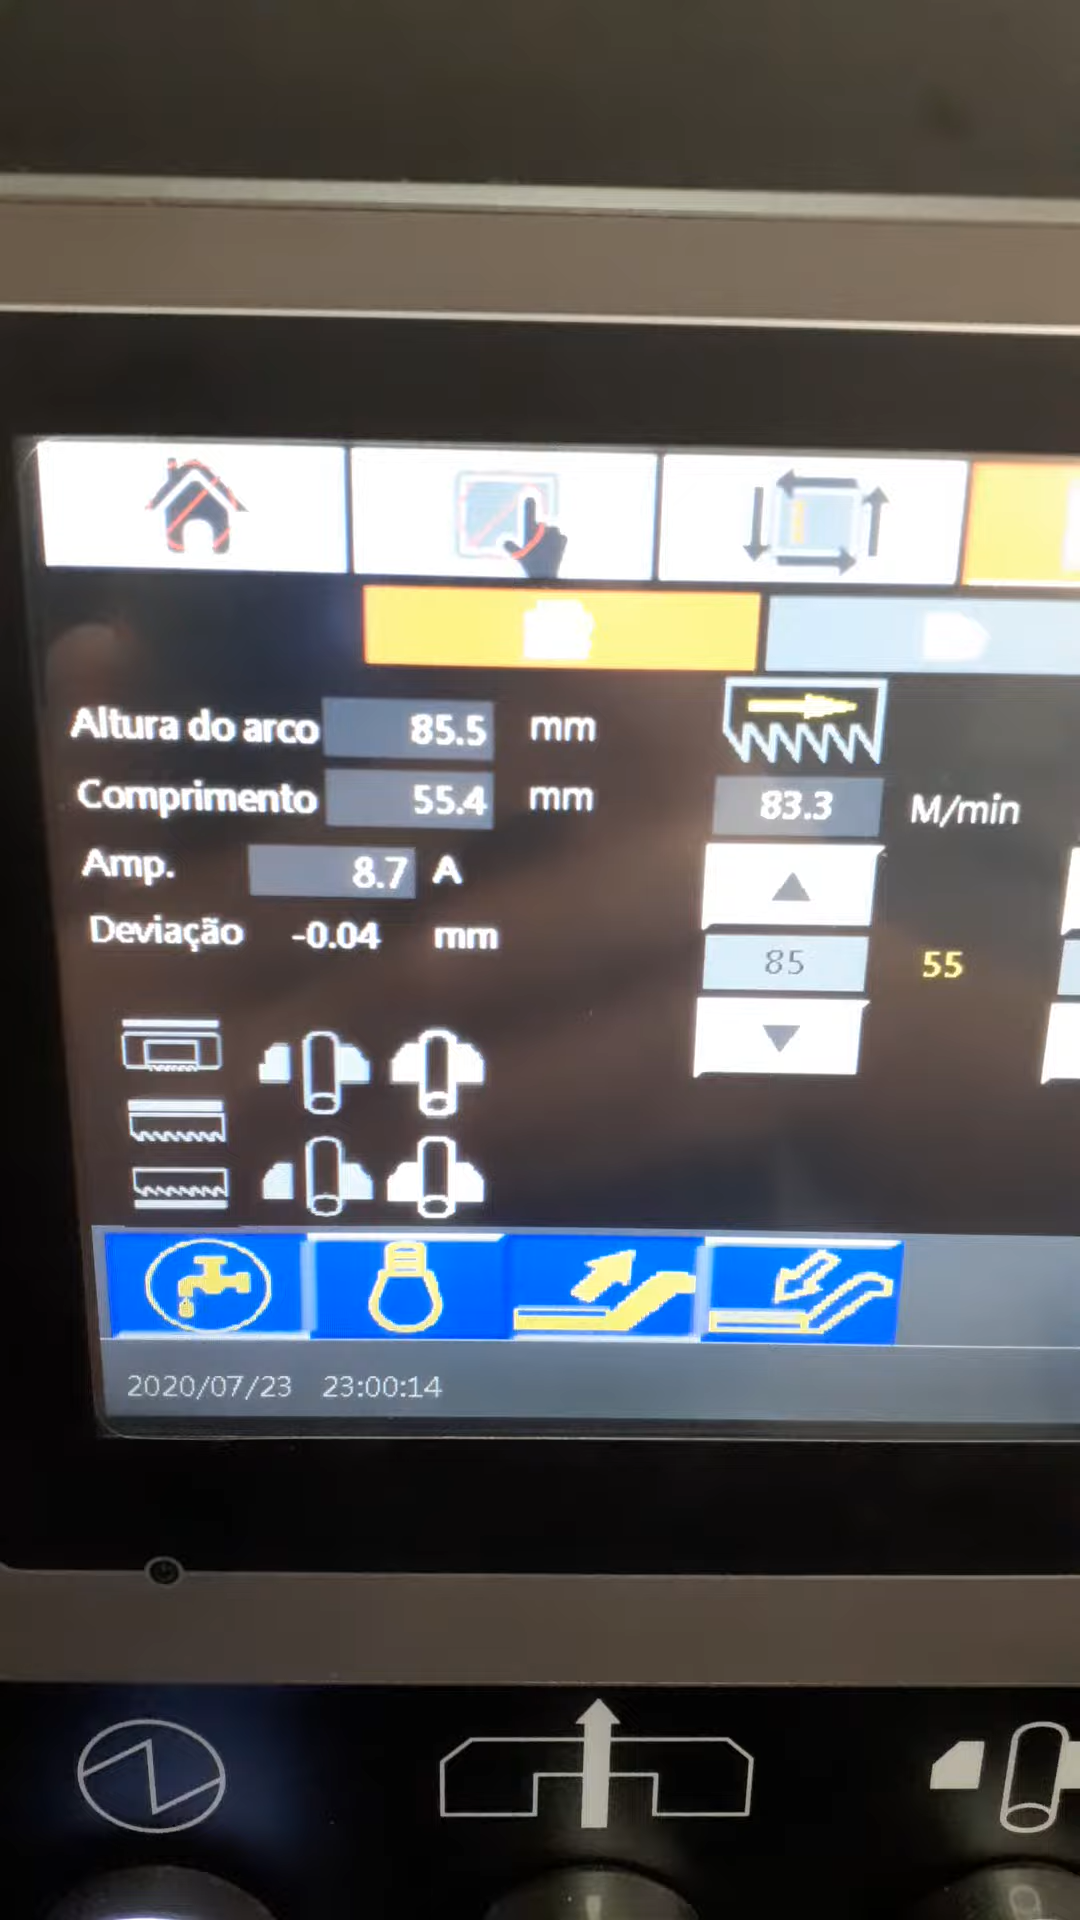 Altura do arco 85.5 mm
Comprimento 55.4 mm
83.3 M/min
Amp. 8.7 A
Deviação -0.04 mm
85 55
2020/07/23 23:00:14